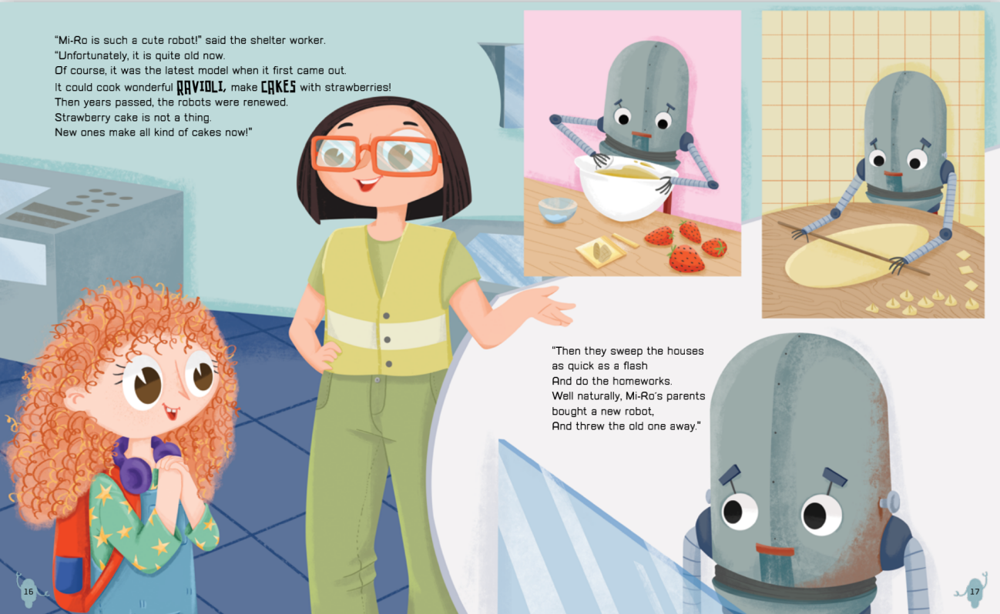 “Mi-Ro is such a cute robot!” said the shelter worker.
“Unfortunately, it is quite old now.
Of course, it was the latest model when it first came out.
It could cook wonderful RAVIOLI, make CAKES with strawberries!
Then years passed, the robots were renewed.
Strawberry cake is not a thing.
New ones make all kind of cakes now!”
“Then they sweep the houses
as quick as a flash
And do the homeworks.
Well naturally, Mi-Ro’s parents
bought a new robot,
And threw the old one away.”
16
17